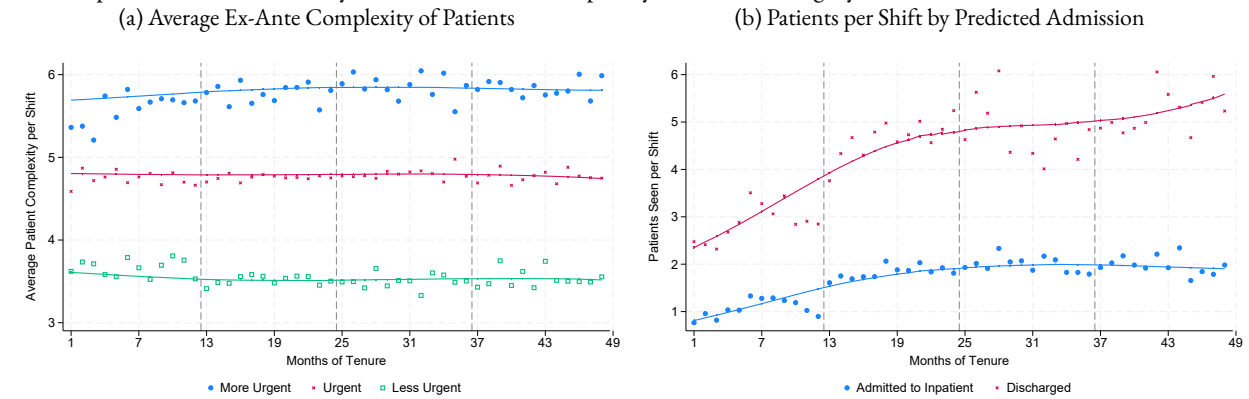 (a) Average Ex-Ante Complexity of Patients
Average Patient Complexity per Shift
6
5
4
3
1 7 13 19 25 31 37 43 49
Months of Tenure
More Urgent Urgent Less Urgent
(b) Patients per Shift by Predicted Admission
Patients Seen per Shift
6
5
4
3
2
1
1 7 13 19 25 31 37 43 49
Months of Tenure
Admitted to Inpatient Discharged